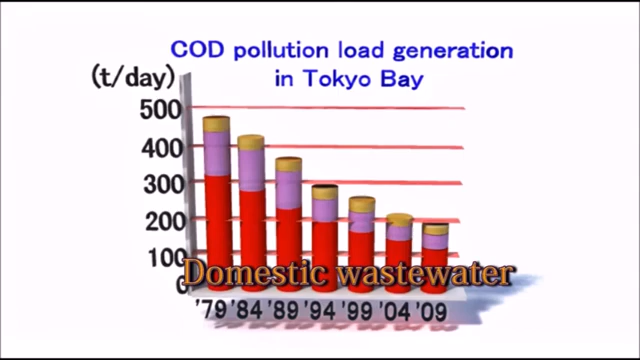 COD pollution load generation
in Tokyo Bay
(t/day)
500
400
300
200
100
0
Domestic wastewater
'79 '84 '89 '94 '99 '04 '09